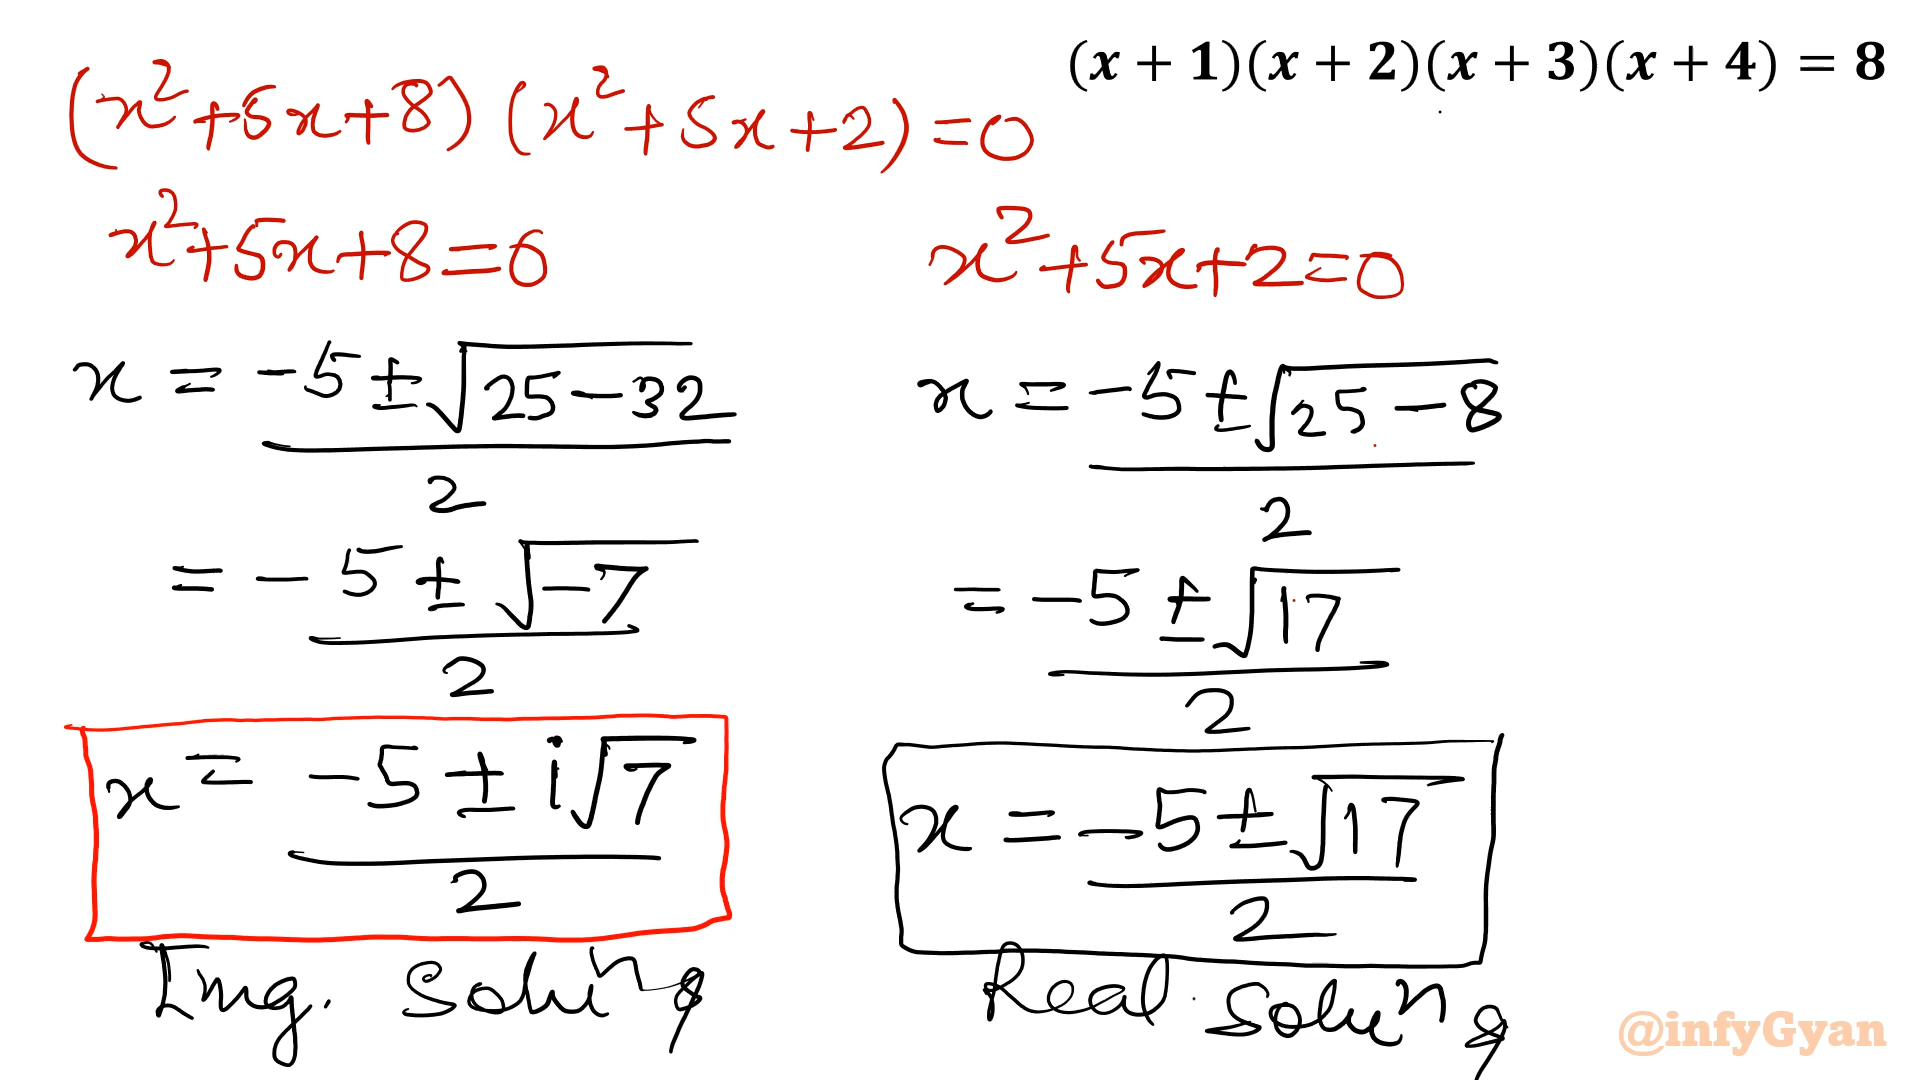 (x + 1)(x + 2)(x + 3)(x + 4) = 8
(x²+5x+8) (x²+5x+2) = 0
x²+5x+8=0
x = (-5 ± √(25-32))/2
= (-5 ± √(-7))/2
x = (-5 ± i√7)/2
Img. Solⁿ
x²+5x+2=0
x = (-5 ± √(25-8))/2
= (-5 ± √17)/2
x = (-5 ± √17)/2
Real Solⁿ
@infyGyan